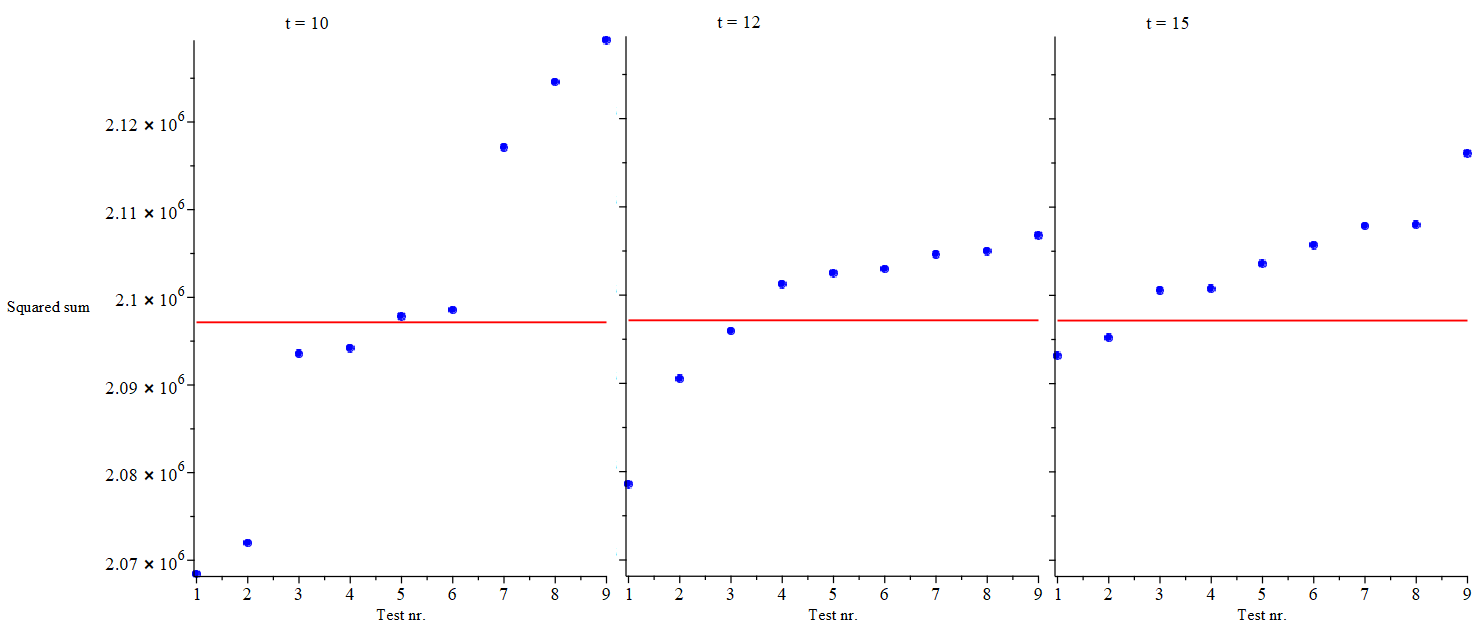 t = 10
t = 12
t = 15
2.12 × 10^6
2.11 × 10^6
2.1 × 10^6
Squared sum
2.09 × 10^6
2.08 × 10^6
2.07 × 10^6
1 2 3 4 5 6 7 8 9
1 2 3 4 5 6 7 8 9
1 2 3 4 5 6 7 8 9
Test nr.
Test nr.
Test nr.